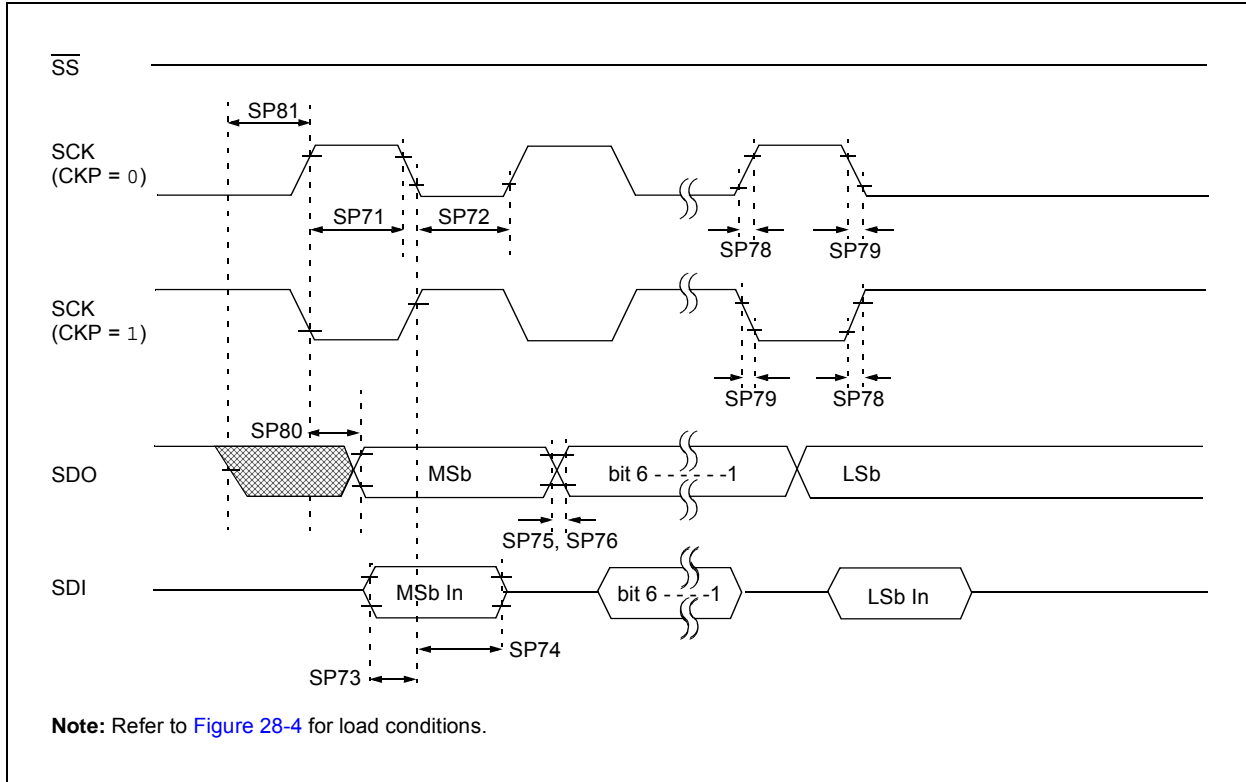 SS
SP81
SCK
(CKP = 0)
SP71
SP72
SP78
SP79
SCK
(CKP = 1)
SP79
SP78
SP80
SDO
MSb
bit 6 - - - - - -1
LSb
SP75, SP76
SDI
MSb In
bit 6 - - - - -1
LSb In
SP74
SP73
Note: Refer to Figure 28-4 for load conditions.